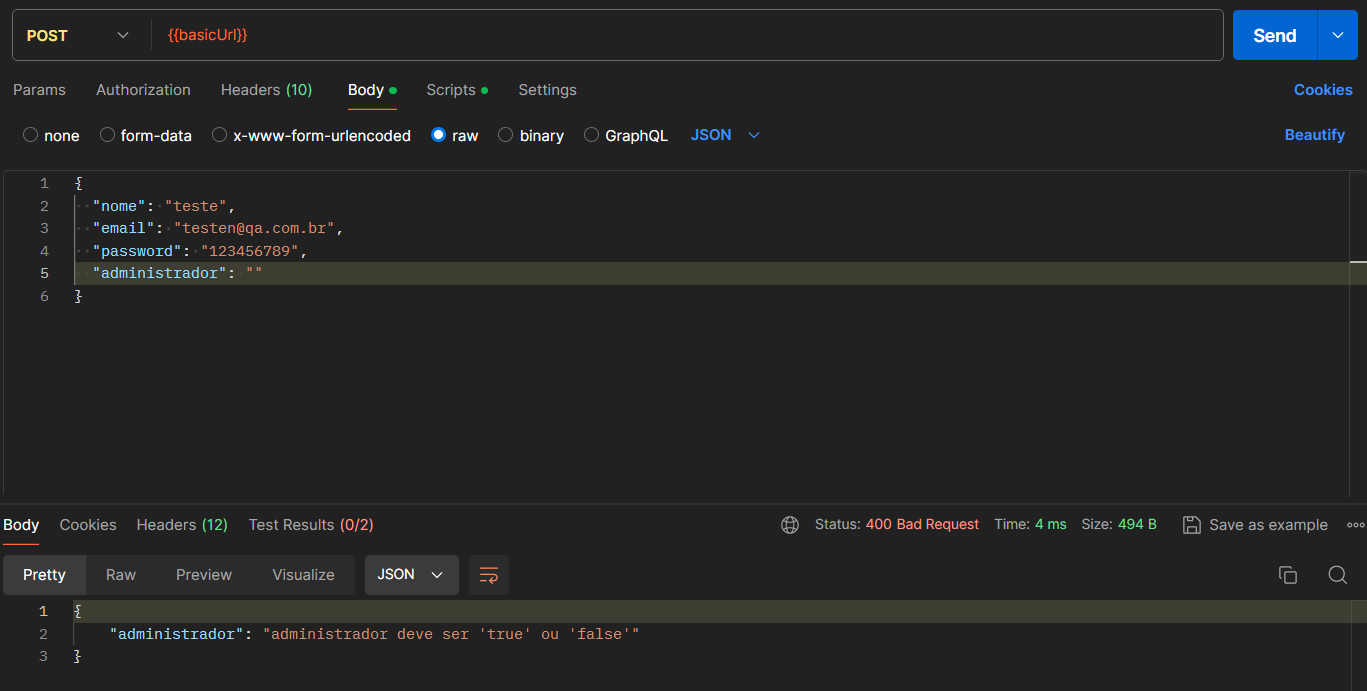 POST {{basicUrl}} Send
Params Authorization Headers (10) Body Scripts Settings Cookies
none form-data x-www-form-urlencoded raw binary GraphQL JSON Beautify
1 {
2 "nome": "teste",
3 "email": "testen@qa.com.br",
4 "password": "123456789",
5 "administrador": ""
6 }
Body Cookies Headers (12) Test Results (0/2) Status: 400 Bad Request Time: 4 ms Size: 494 B Save as example
Pretty Raw Preview Visualize JSON
1 {
2 "administrador": "administrador deve ser 'true' ou 'false'"
3 }